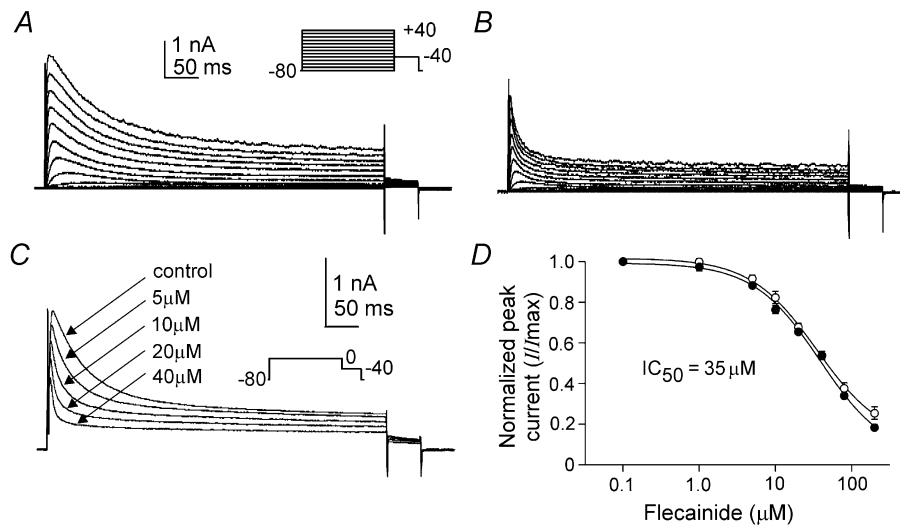 A
1 nA
50 ms
+40
-40
-80
B
C
control
5μM
10μM
20μM
40μM
1 nA
50 ms
0
-80
-40
D
Normalized peak
current (I/Imax)
1.0
0.8
0.6
0.4
0.2
0
IC50 = 35 μM
0.1
1.0
10
100
Flecainide (μM)